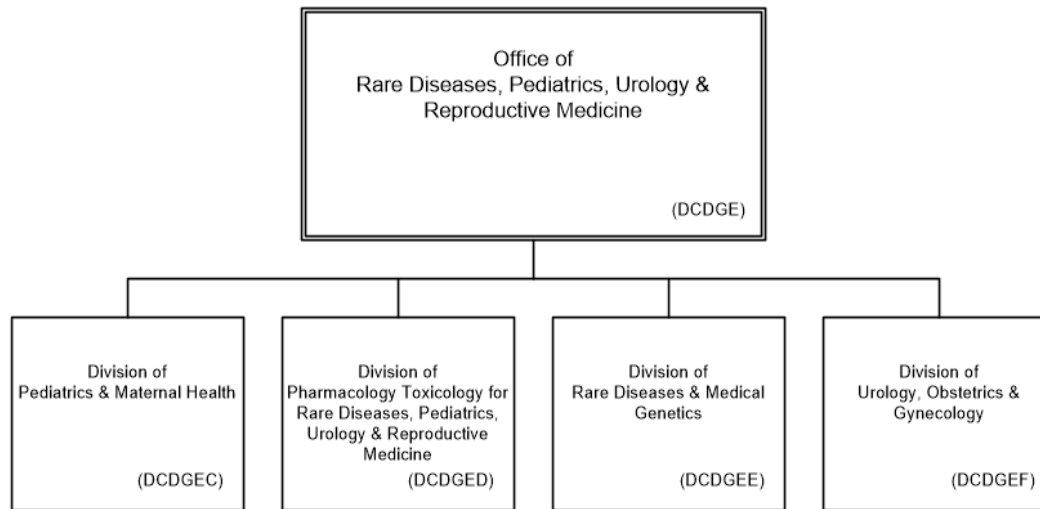 Office of
Rare Diseases, Pediatrics, Urology &
Reproductive Medicine
(DCDGE)
Division of
Pediatrics & Maternal Health
(DCDGEC)
Division of
Pharmacology Toxicology for
Rare Diseases, Pediatrics,
Urology & Reproductive
Medicine
(DCDGED)
Division of
Rare Diseases & Medical
Genetics
(DCDGEE)
Division of
Urology, Obstetrics &
Gynecology
(DCDGEF)